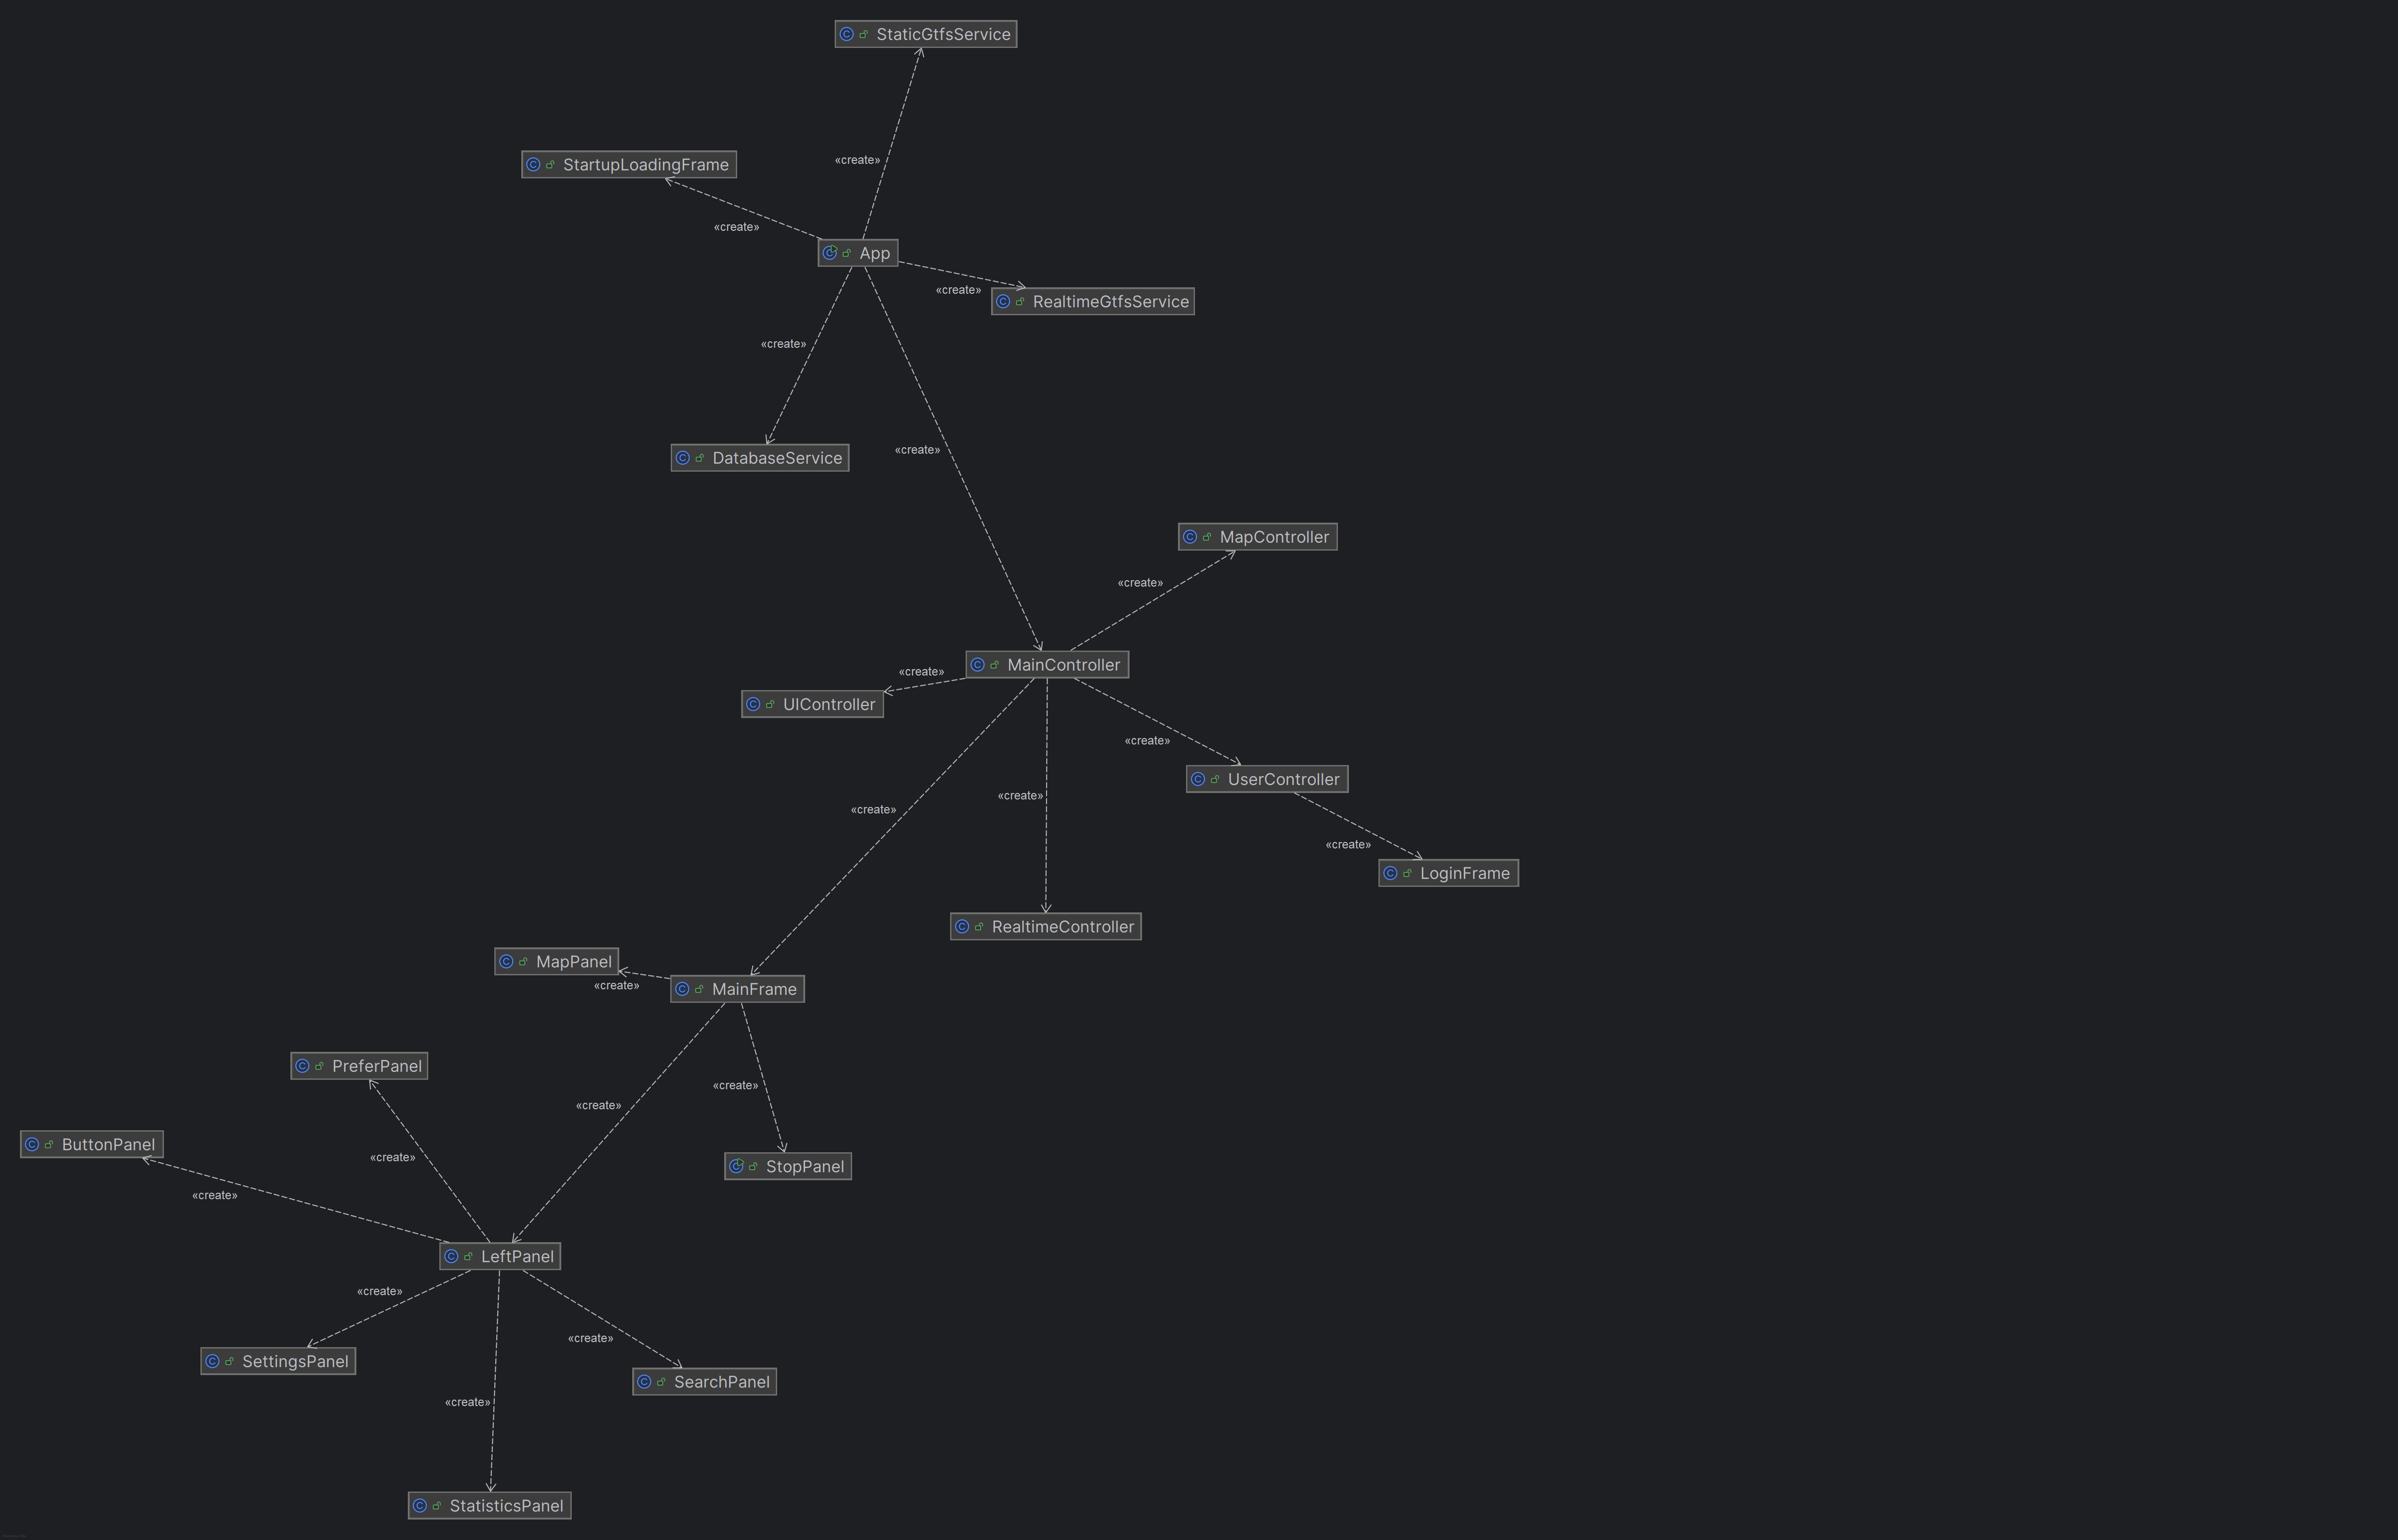 StaticGtfsService
«create»
StartupLoadingFrame
«create»
App
«create»
RealtimeGtfsService
«create»
«create»
DatabaseService
MapController
«create»
MainController
«create»
UIController
«create»
UserController
«create»
«create»
«create»
LoginFrame
RealtimeController
MapPanel
«create»
MainFrame
PreferPanel
«create»
«create»
ButtonPanel
«create»
StopPanel
«create»
LeftPanel
«create»
«create»
SettingsPanel
SearchPanel
«create»
StatisticsPanel